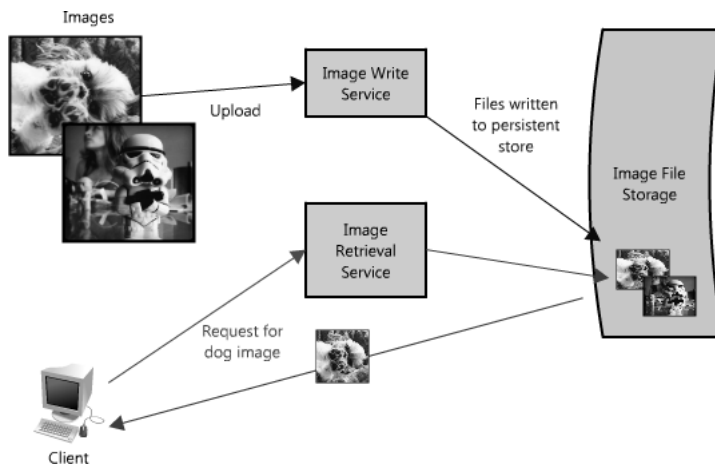 Images
Upload
Image Write
Service
Files written
to persistent
store
Image File
Storage
Image
Retrieval
Service
Request for
dog image
Client